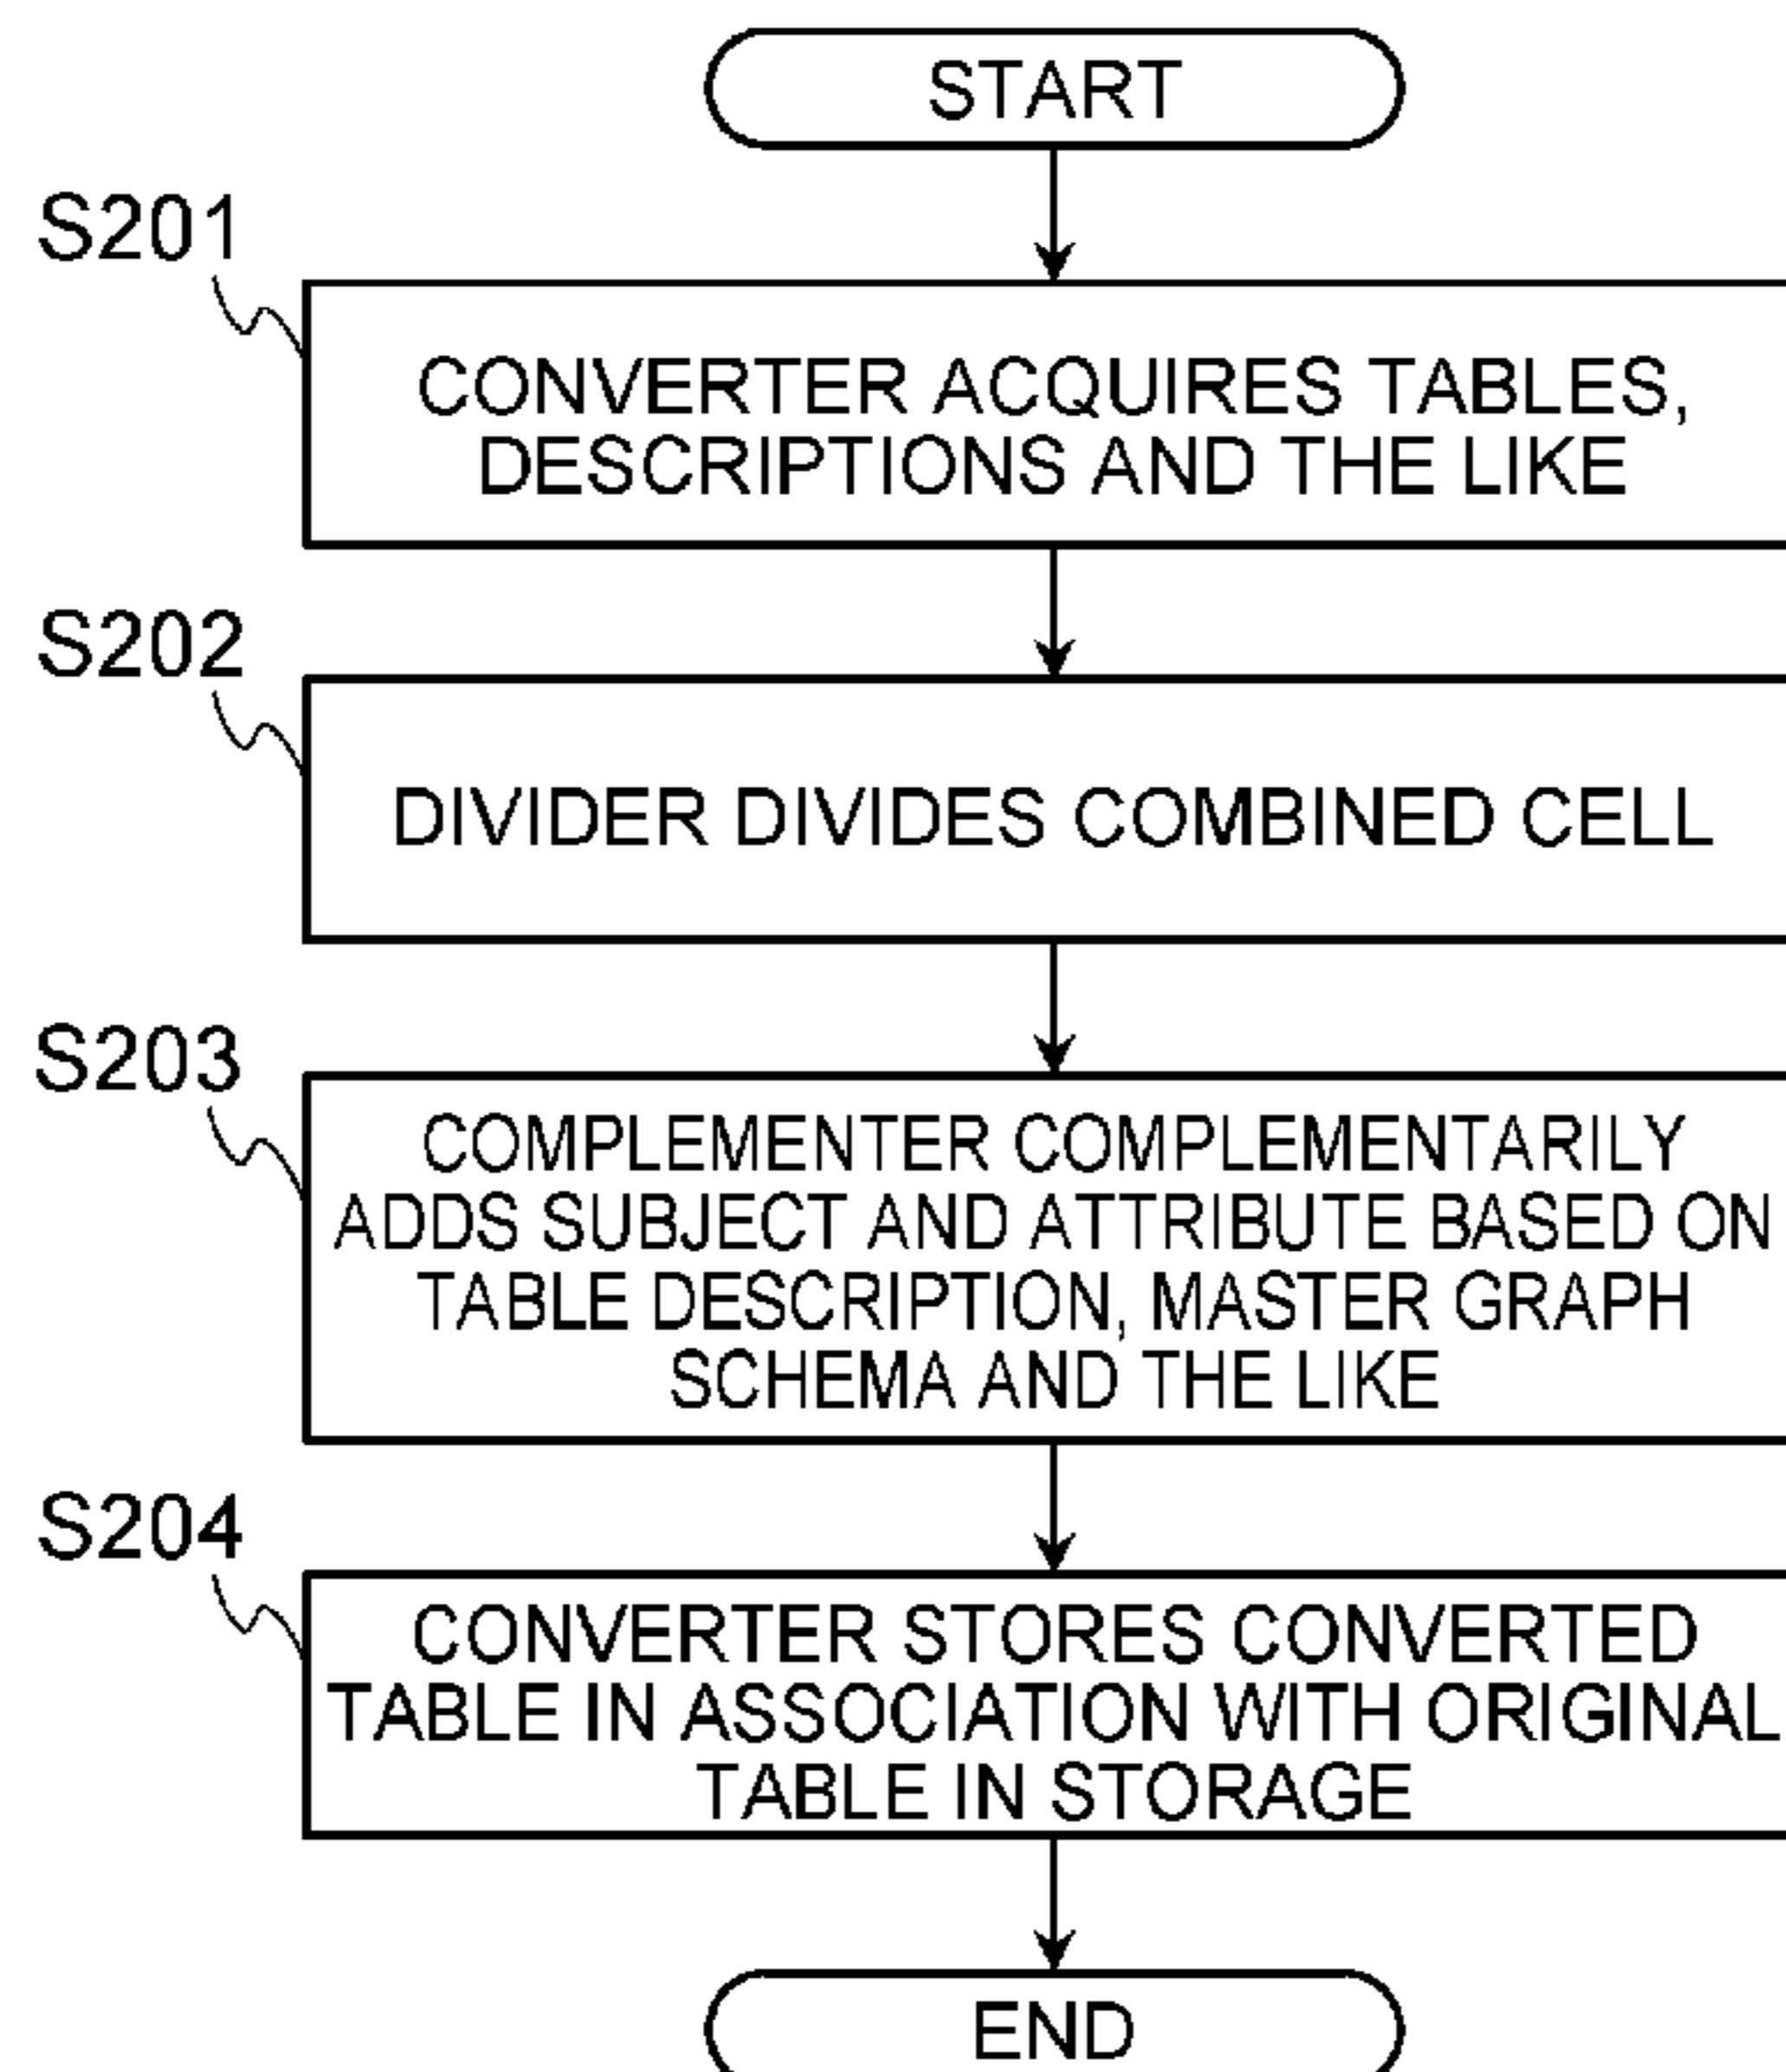 START
S201
CONVERTER ACQUIRES TABLES,
DESCRIPTIONS AND THE LIKE
S202
DIVIDER DIVIDES COMBINED CELL
S203
COMPLEMENTER COMPLEMENTARILY
ADDS SUBJECT AND ATTRIBUTE BASED ON
TABLE DESCRIPTION, MASTER GRAPH
SCHEMA AND THE LIKE
S204
CONVERTER STORES CONVERTED
TABLE IN ASSOCIATION WITH ORIGINAL
TABLE IN STORAGE
END